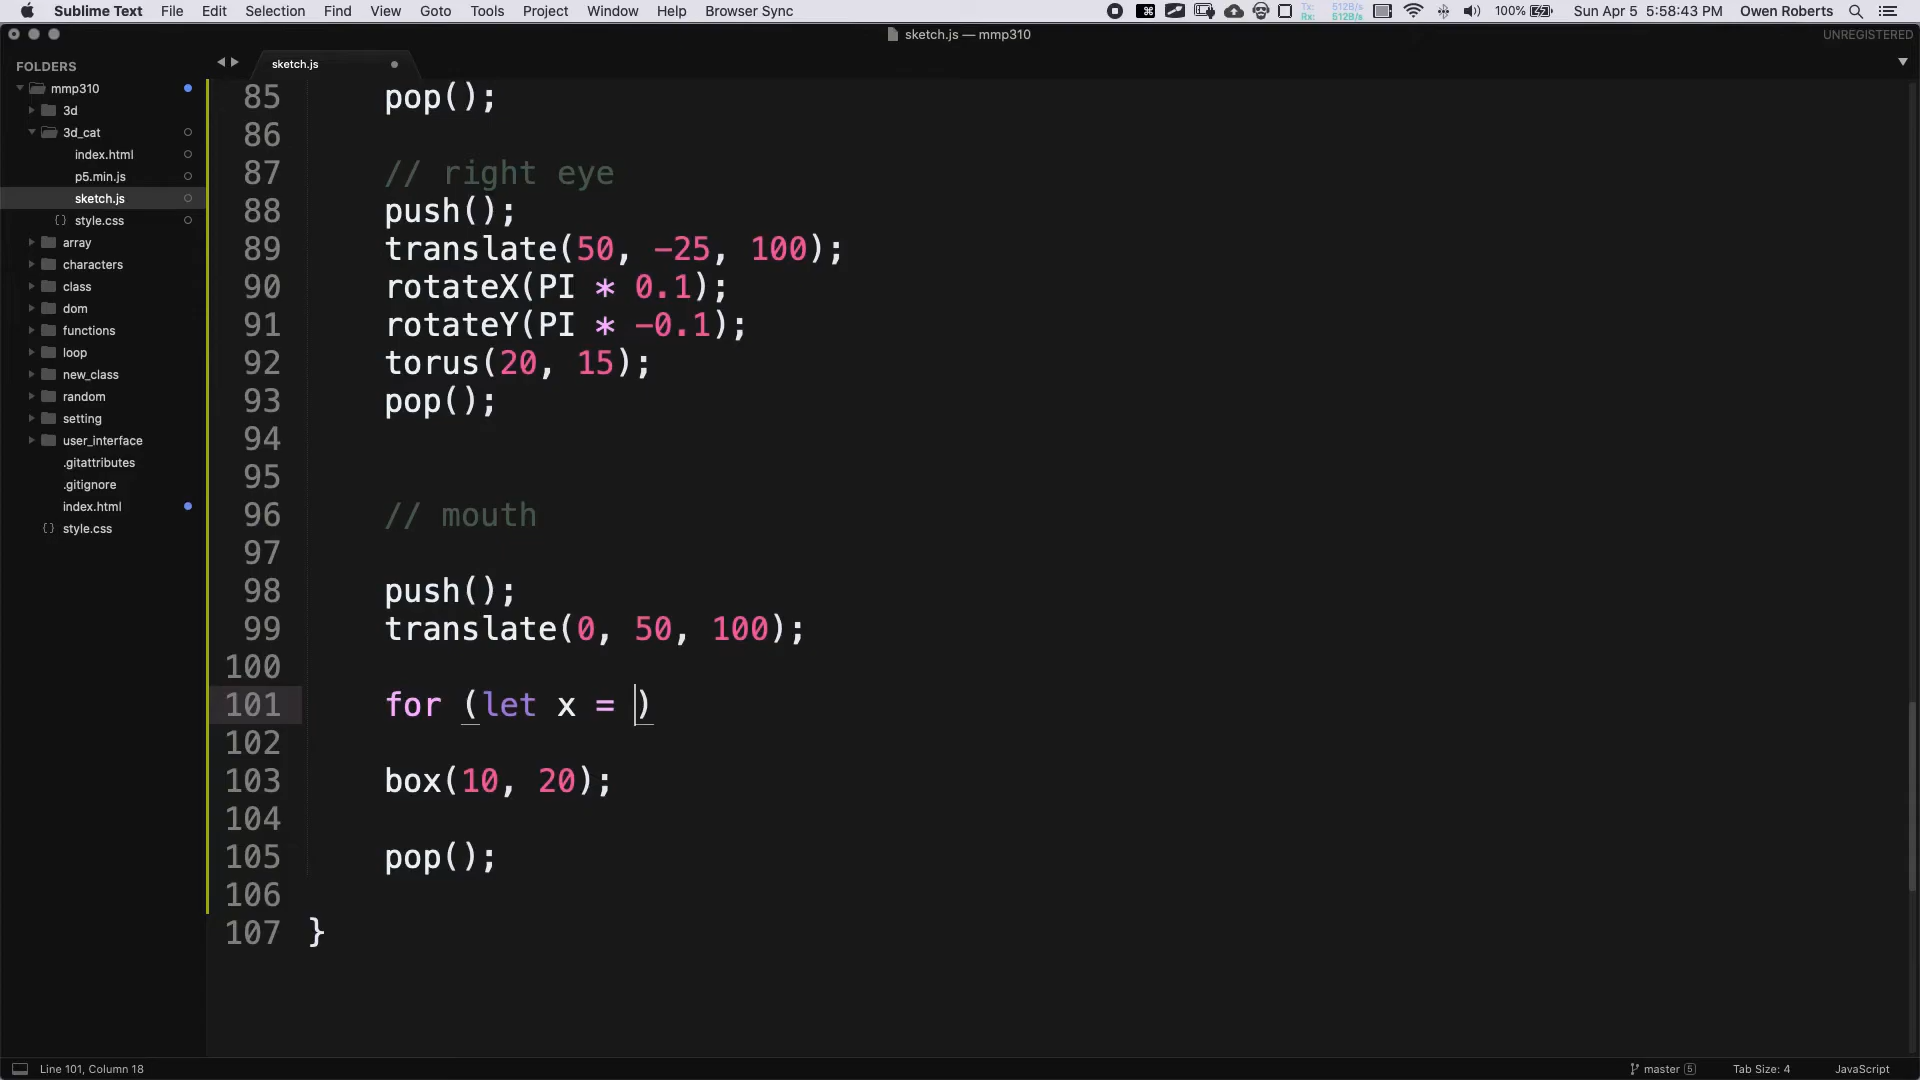 Sublime Text File Edit Selection Find View Goto Tools Project Window Help Browser Sync Tx: 512B/s Rx: 512B/s 100% Sun Apr 5 5:58:43 PM Owen Roberts
sketch.js — mmp310 UNREGISTERED
FOLDERS
mmp310
3d
3d_cat
index.html
p5.min.js
sketch.js
{} style.css
array
characters
class
dom
functions
loop
new_class
random
setting
user_interface
.gitattributes
.gitignore
index.html
{} style.css
sketch.js
85 pop();
86
87 // right eye
88 push();
89 translate(50, -25, 100);
90 rotateX(PI * 0.1);
91 rotateY(PI * -0.1);
92 torus(20, 15);
93 pop();
94
95
96 // mouth
97
98 push();
99 translate(0, 50, 100);
100
101 for (let x = )
102
103 box(10, 20);
104
105 pop();
106
107 }
Line 101, Column 18 master 5 Tab Size: 4 JavaScript